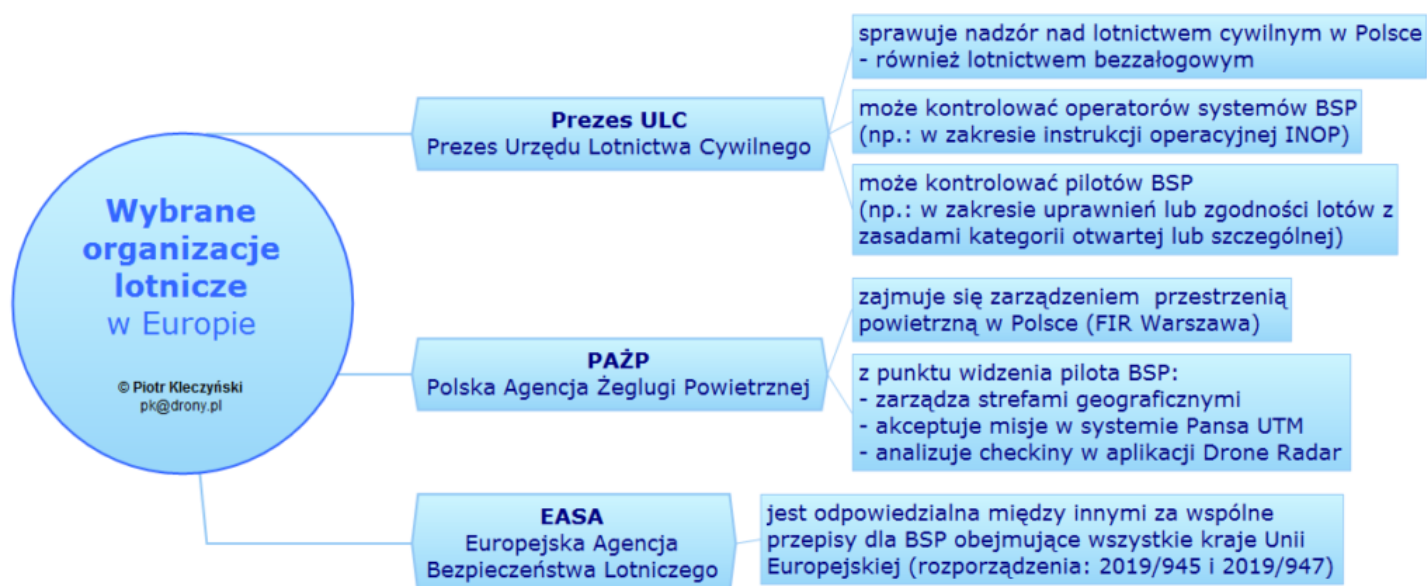 Wybrane
organizacje
lotnicze
w Europie
© Piotr Kleczyński
pk@drony.pl
Prezes ULC
Prezes Urzędu Lotnictwa Cywilnego
sprawuje nadzór nad lotnictwem cywilnym w Polsce
- również lotnictwem bezzałogowym
może kontrolować operatorów systemów BSP
(np.: w zakresie instrukcji operacyjnej INOP)
może kontrolować pilotów BSP
(np.: w zakresie uprawnień lub zgodności lotów z
zasadami kategorii otwartej lub szczególnej)
PAŻP
Polska Agencja Żeglugi Powietrznej
zajmuje się zarządzeniem przestrzenią
powietrzną w Polsce (FIR Warszawa)
z punktu widzenia pilota BSP:
- zarządza strefami geograficznymi
- akceptuje misje w systemie Pansa UTM
- analizuje checkiny w aplikacji Drone Radar
EASA
Europejska Agencja
Bezpieczeństwa Lotniczego
jest odpowiedzialna między innymi za wspólne
przepisy dla BSP obejmujące wszystkie kraje Unii
Europejskiej (rozporządzenia: 2019/945 i 2019/947)